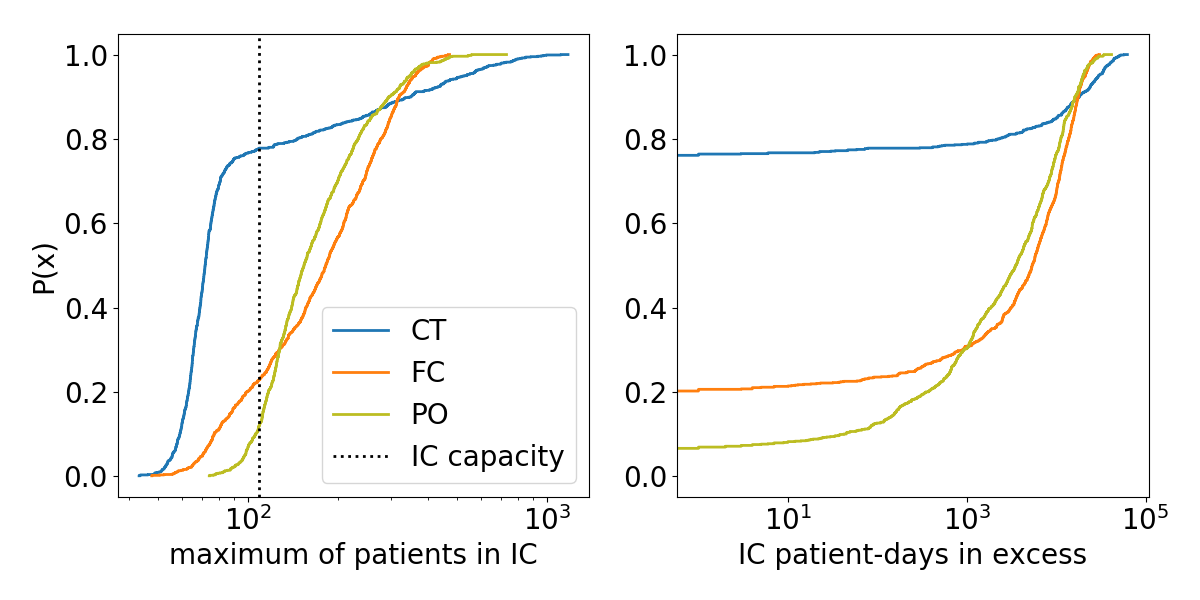 1.0
0.8
0.6
0.4
0.2
0.0
P(x)
10²
10³
maximum of patients in IC
CT
FC
PO
IC capacity
1.0
0.8
0.6
0.4
0.2
0.0
10¹
10³
10⁵
IC patient-days in excess